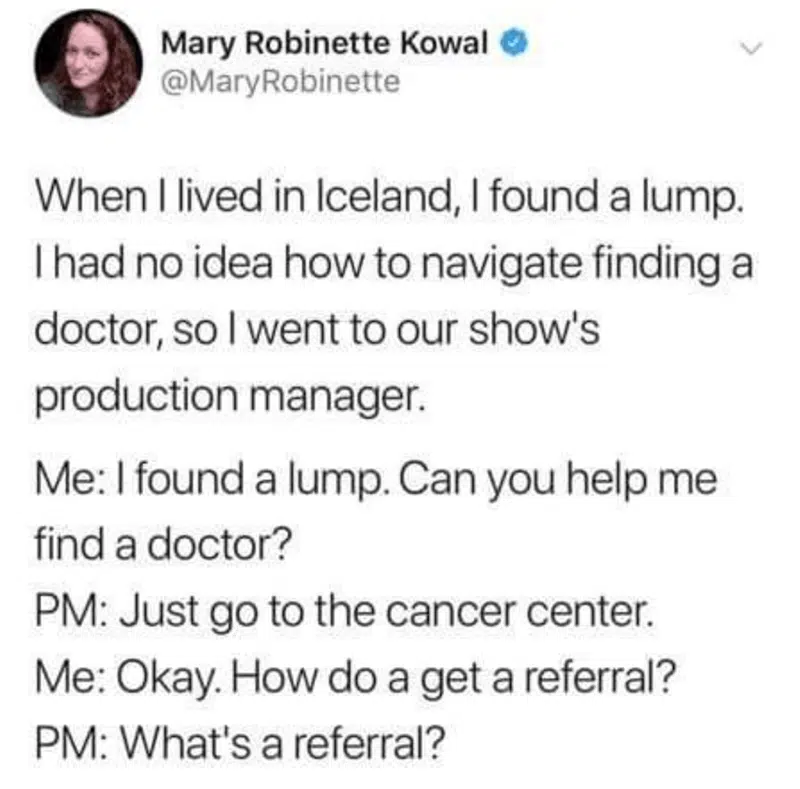 Mary Robinette Kowal
@MaryRobinette
When I lived in Iceland, I found a lump.
I had no idea how to navigate finding a
doctor, so I went to our show's
production manager.
Me: I found a lump. Can you help me
find a doctor?
PM: Just go to the cancer center.
Me: Okay. How do a get a referral?
PM: What's a referral?